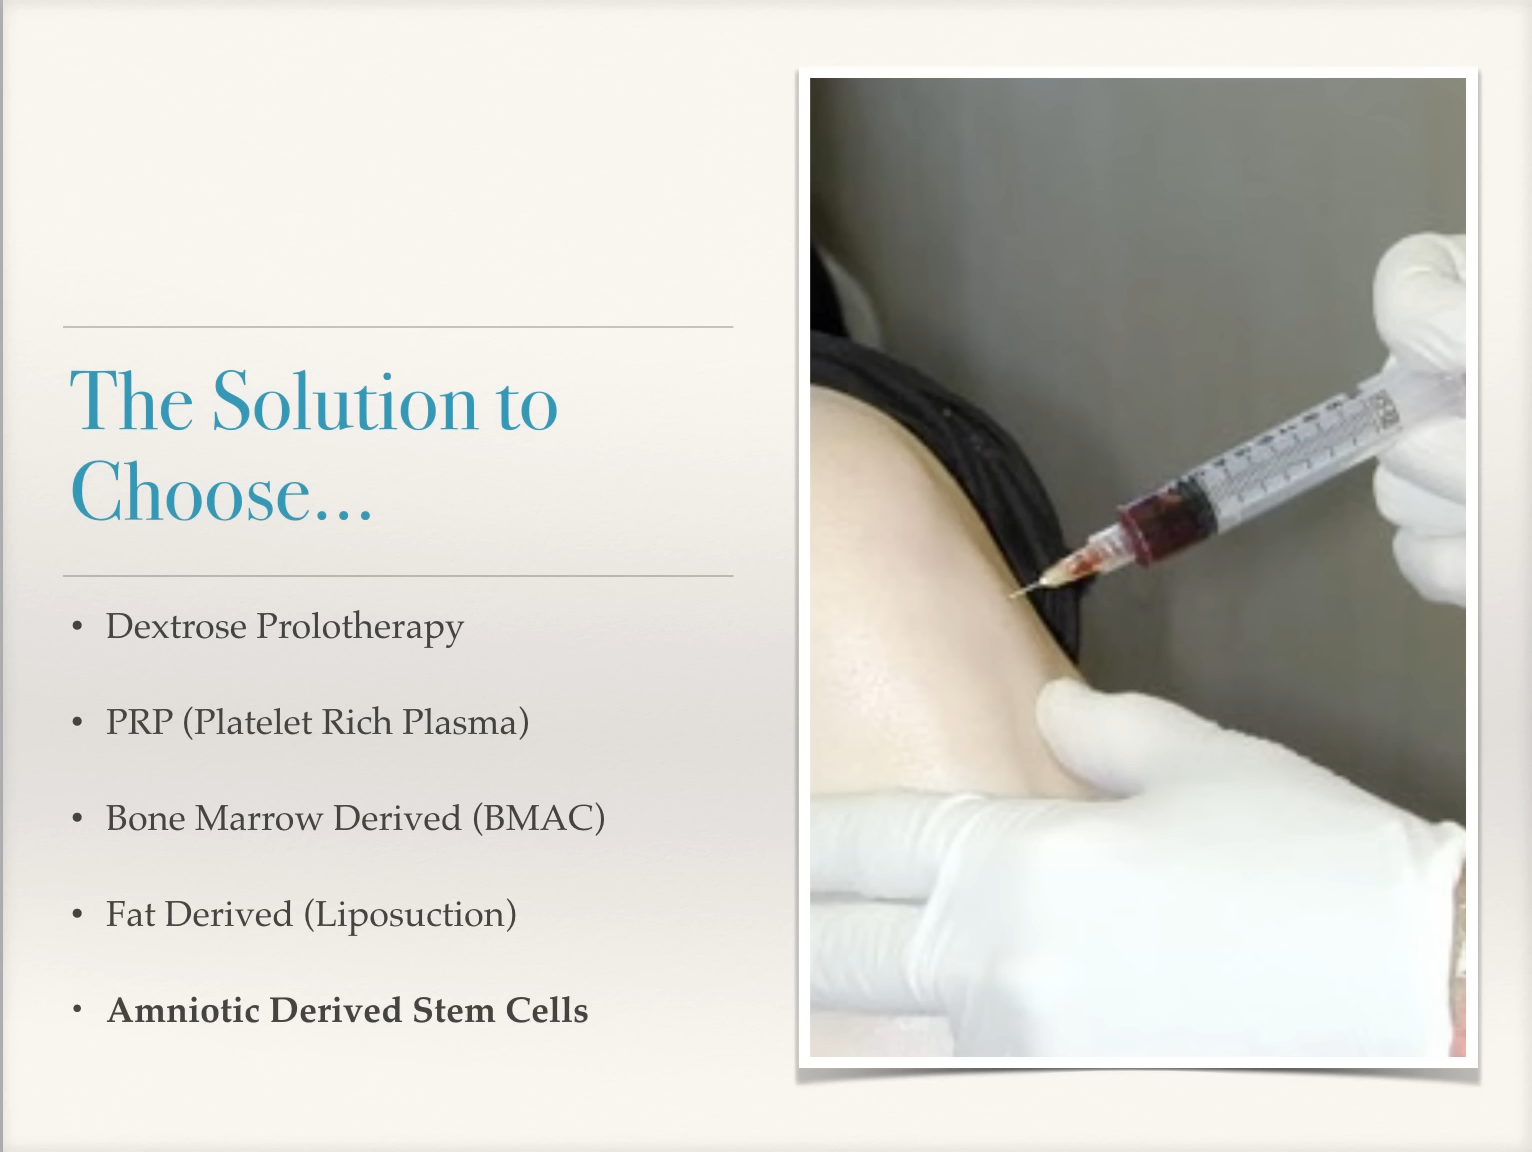 The Solution to
Choose...
• Dextrose Prolotherapy
• PRP (Platelet Rich Plasma)
• Bone Marrow Derived (BMAC)
• Fat Derived (Liposuction)
• Amniotic Derived Stem Cells